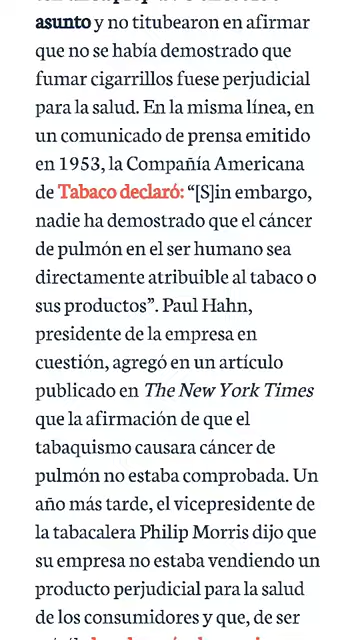 asunto y no titubearon en afirmar
que no se había demostrado que
fumar cigarrillos fuese perjudicial
para la salud. En la misma línea, en
un comunicado de prensa emitido
en 1953, la Compañía Americana
de Tabaco declaró: “[S]in embargo,
nadie ha demostrado que el cáncer
de pulmón en el ser humano sea
directamente atribuible al tabaco o
sus productos”. Paul Hahn,
presidente de la empresa en
cuestión, agregó en un artículo
publicado en The New York Times
que la afirmación de que el
tabaquismo causara cáncer de
pulmón no estaba comprobada. Un
año más tarde, el vicepresidente de
la tabacalera Philip Morris dijo que
su empresa no estaba vendiendo un
producto perjudicial para la salud
de los consumidores y que, de ser